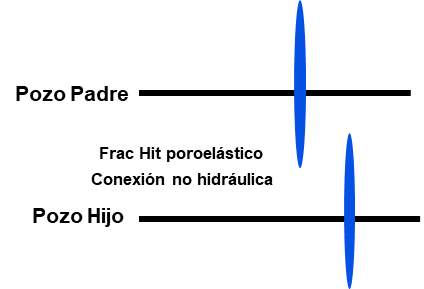 Pozo Padre
Frac Hit poroelástico
Conexión no hidráulica
Pozo Hijo